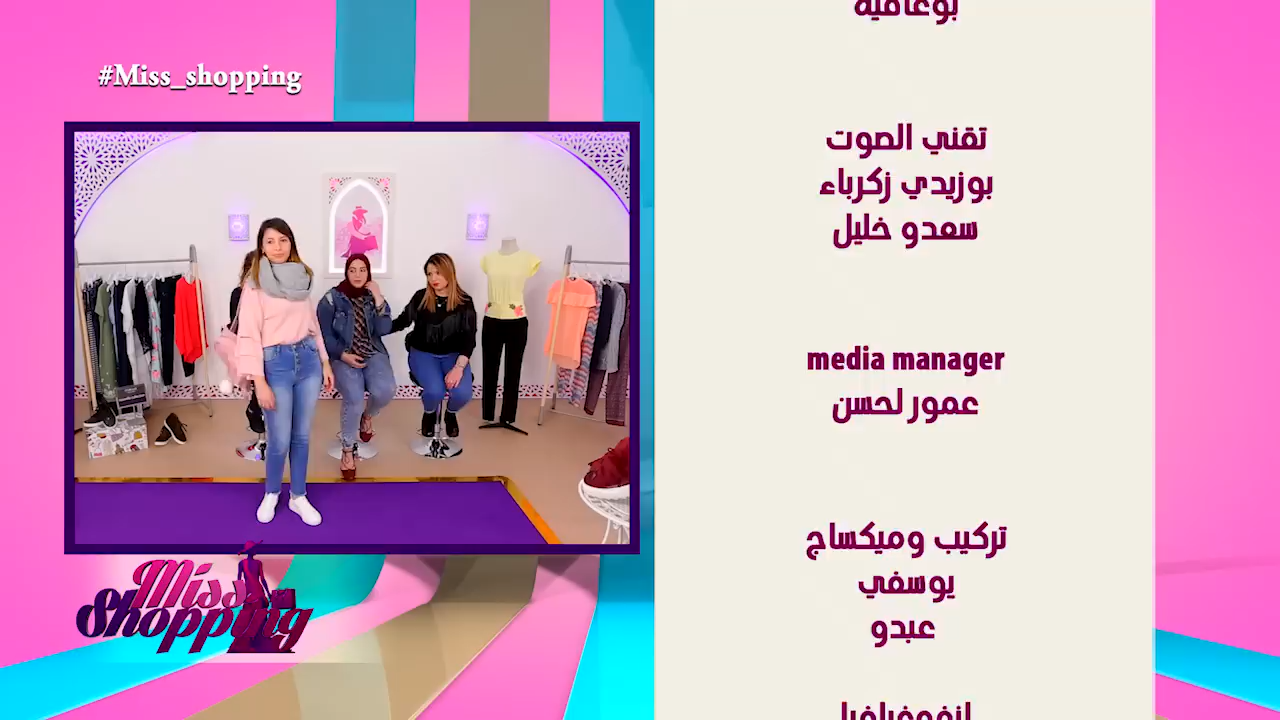 #Miss_shopping
Miss
Shopping
بوعافية
تقني الصوت
بوزيدي زكرياء
سعدو خليل
media manager
عمور لحسن
تركيب وميكساج
يوسفي
عبدو